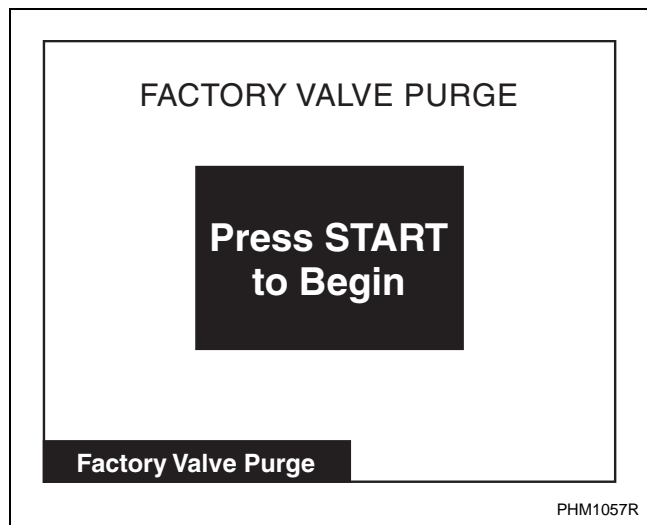 FACTORY VALVE PURGE
Press START
to Begin
Factory Valve Purge
PHM1057R